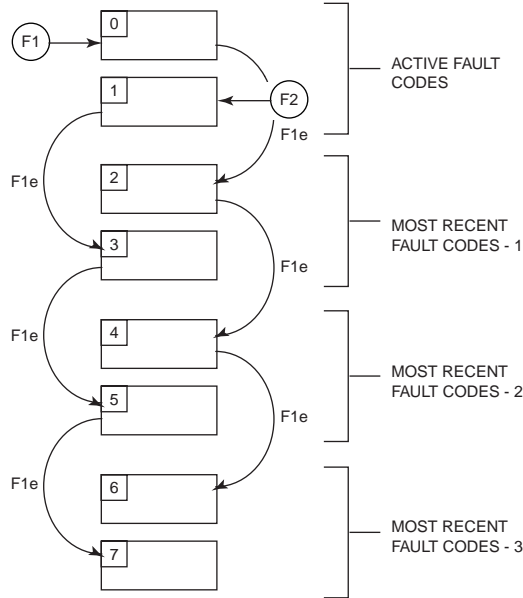 F1
0
ACTIVE FAULT
CODES
1
F2
F1e
F1e
2
MOST RECENT
FAULT CODES - 1
3
F1e
F1e
4
MOST RECENT
FAULT CODES - 2
5
F1e
F1e
6
MOST RECENT
FAULT CODES - 3
7